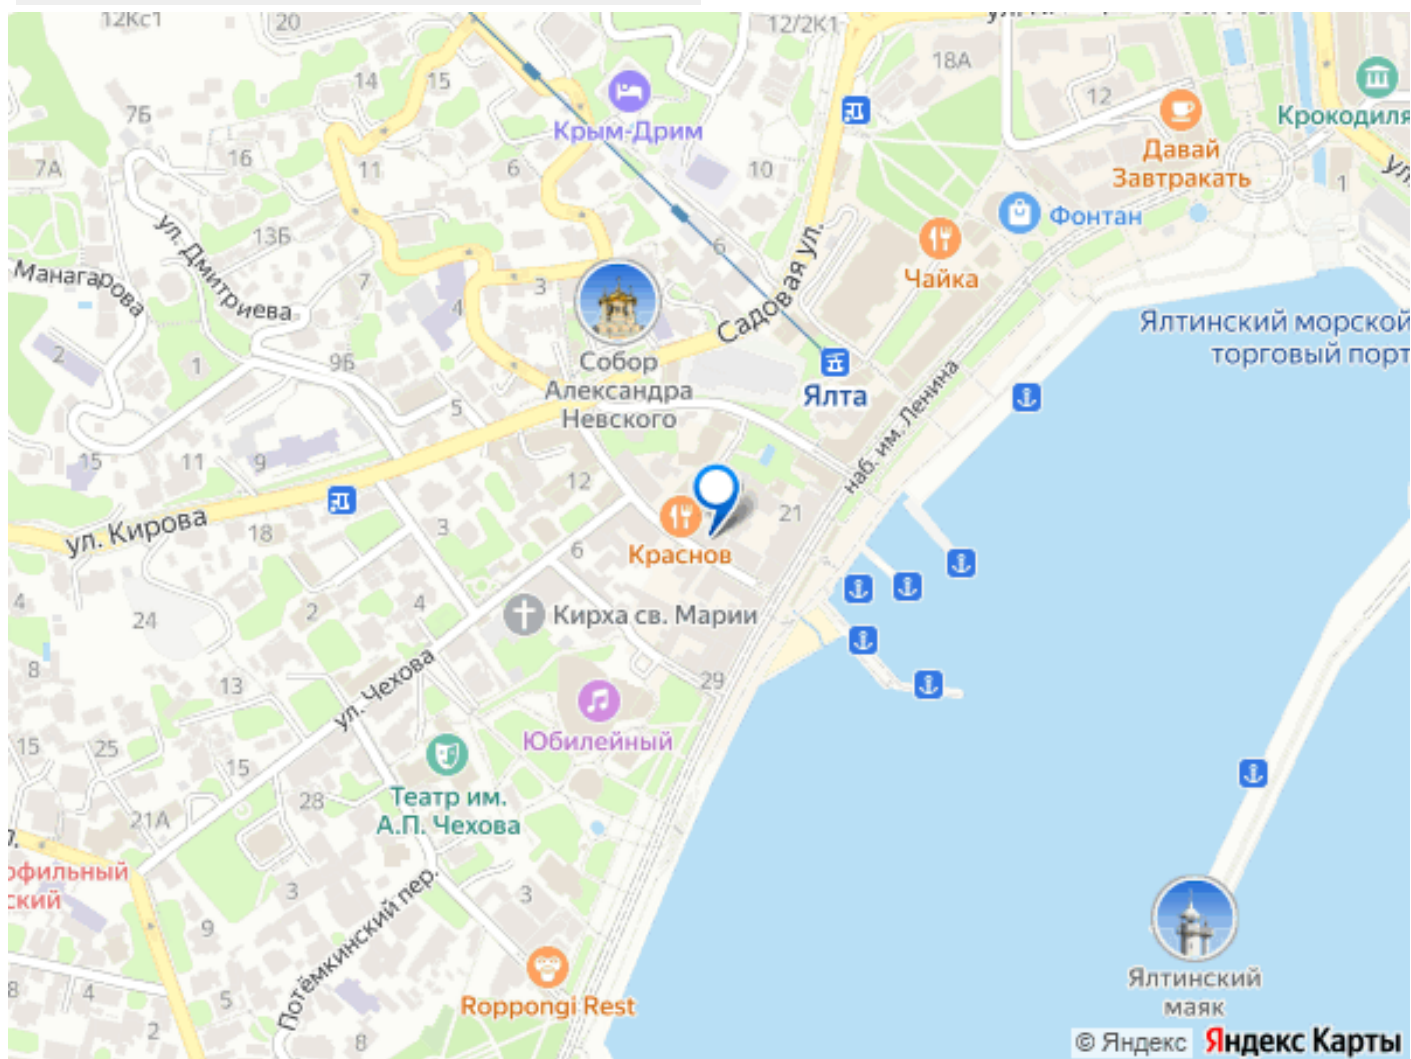 12Кс1
20
12/2К1
18А
14
15
7Б
Крым-Дрим
12
Крокодиля
Давай
Завтракать
7А
16
11
6
10
1
Фонтан
ул. Дмитриева
13Б
6
Чайка
Манагарова
7
4
3
Садовая ул.
Ялтинский морской
торговый порт
2
1
9Б
Собор
Александра
Невского
Ялта
наб. им. Ленина
5
15
11
9
12
21
ул. Кирова
18
3
6
Краснов
4
24
2
4
Кирха св. Марии
8
13
ул. Чехова
29
Юбилейный
15
25
15
28
Театр им.
А.П. Чехова
21А
офильный
ский
3
3
9
Потёмкинский пер.
Roppongi Rest
Ялтинский
маяк
8
4
5
2
8
© Яндекс Яндекс Карты